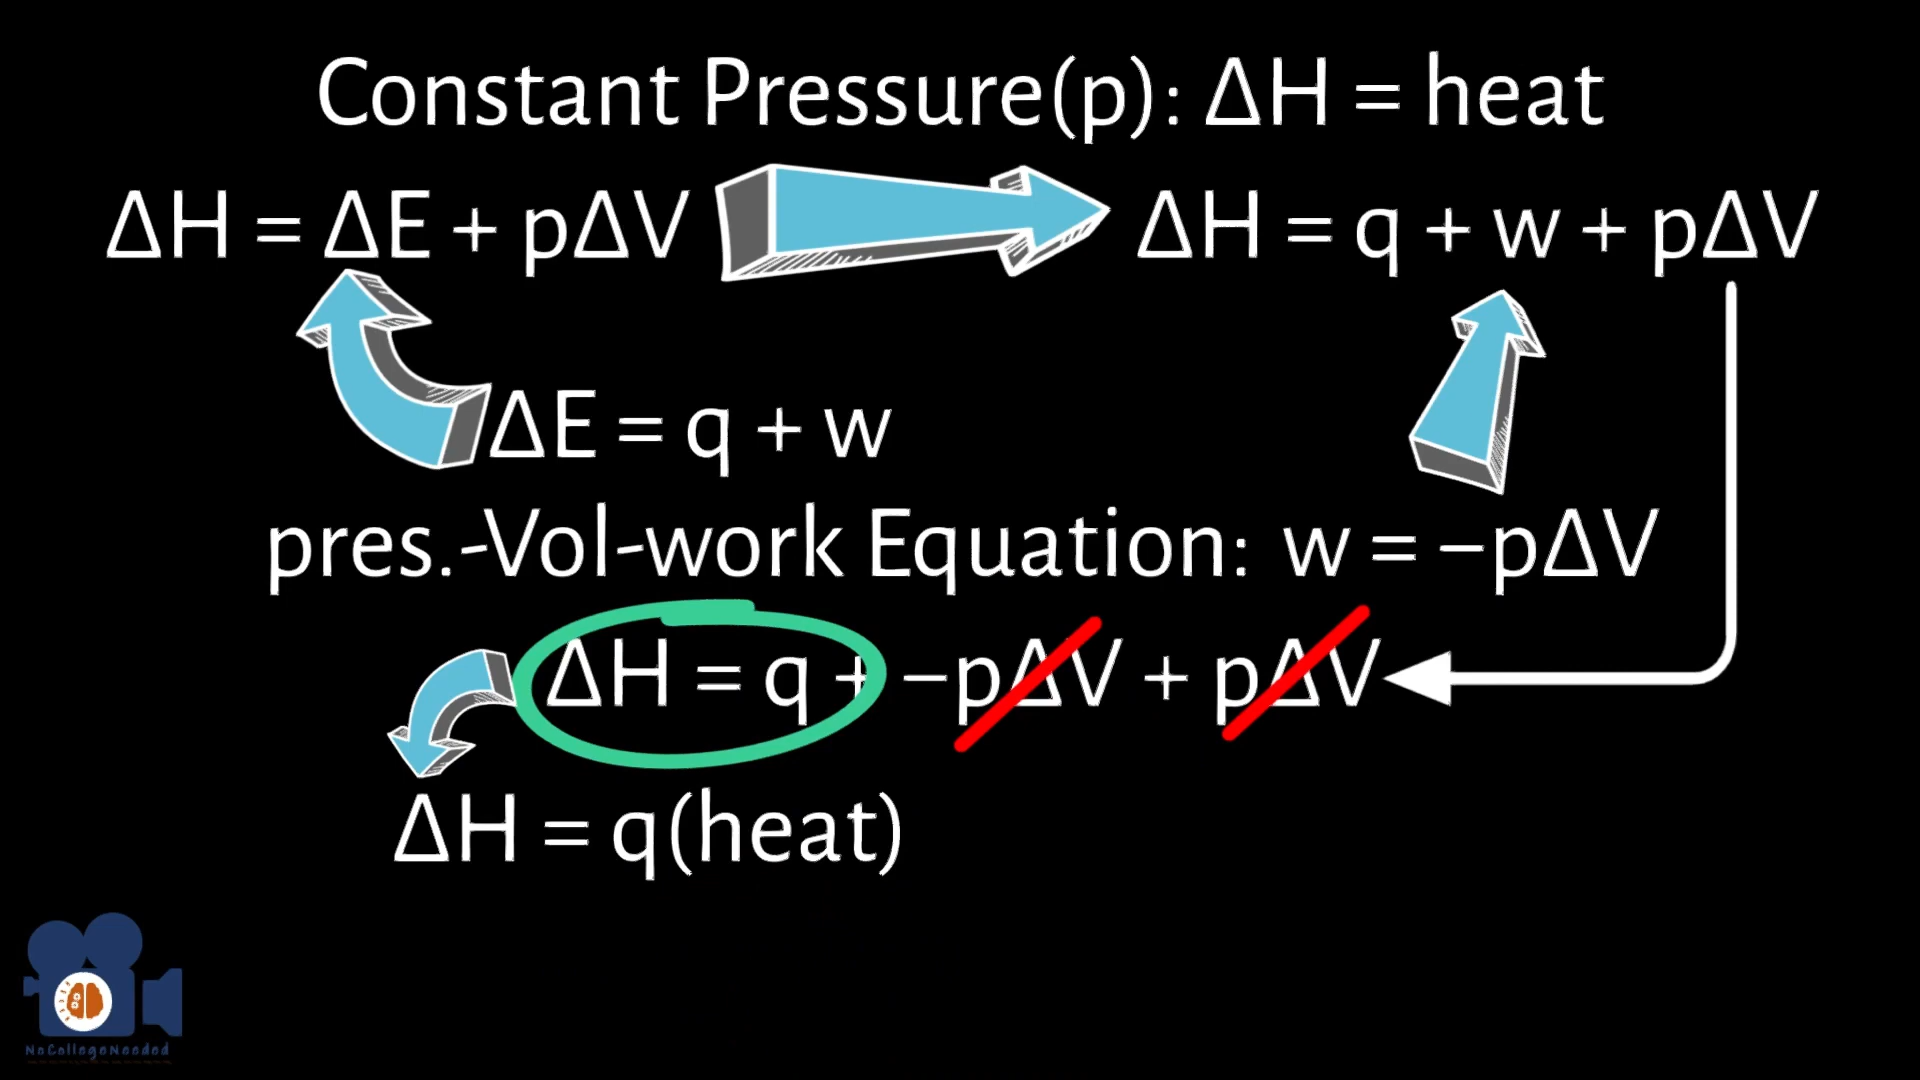 Constant Pressure(p): ΔH = heat
ΔH = ΔE + pΔV
ΔH = q + w + pΔV
ΔE = q + w
pres.-Vol-work Equation: w = −pΔV
ΔH = q + −pΔV + pΔV
ΔH = q(heat)
NoCollegeNeeded